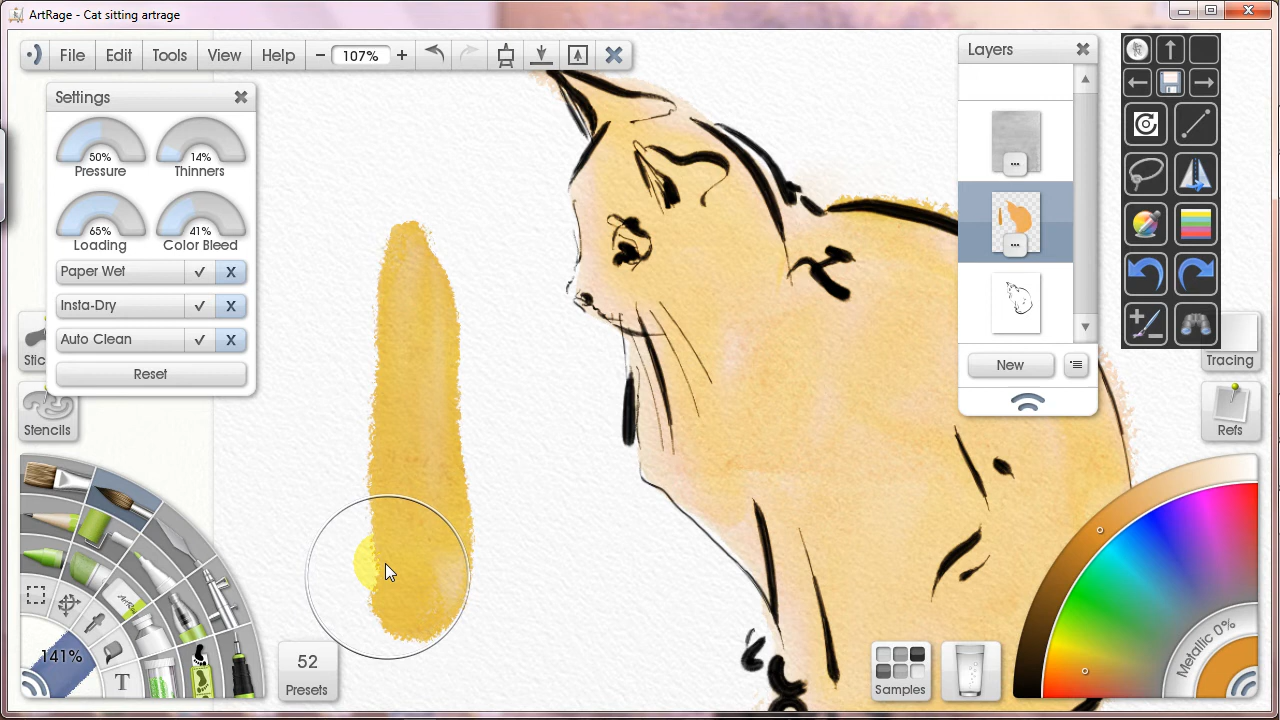 ArtRage - Cat sitting artrage
File Edit Tools View Help − 107% +
Settings
50% 14%
Pressure Thinners
65% 41%
Loading Color Bleed
Paper Wet ✓ X
Insta-Dry ✓ X
Auto Clean ✓ X
Reset
Stic
Stencils
141%
T
52
Presets
Layers
...
...
New
Tracing
Refs
Samples
Metallic 0%